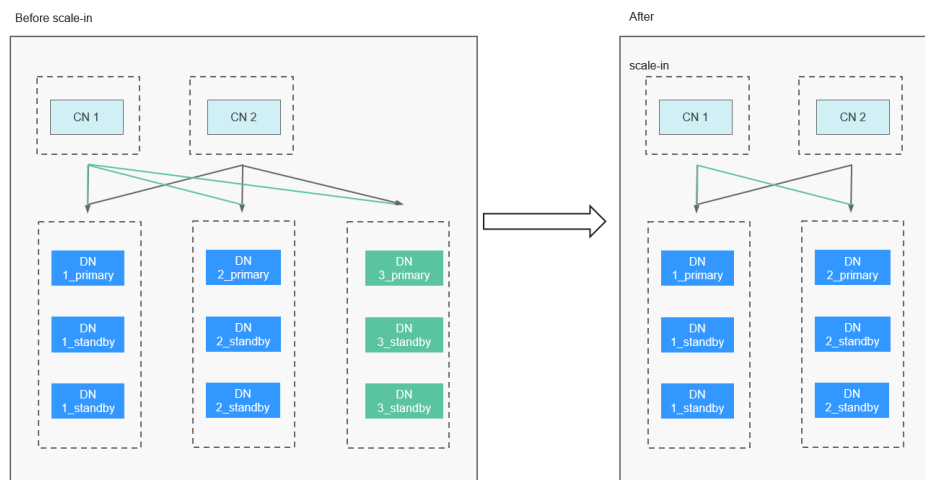 Before scale-in
After
scale-in
CN 1
CN 2
CN 1
CN 2
DN
1_primary
DN
2_primary
DN
3_primary
DN
1_primary
DN
2_primary
DN
1_standby
DN
2_standby
DN
3_standby
DN
1_standby
DN
2_standby
DN
1_standby
DN
2_standby
DN
3_standby
DN
1_standby
DN
2_standby